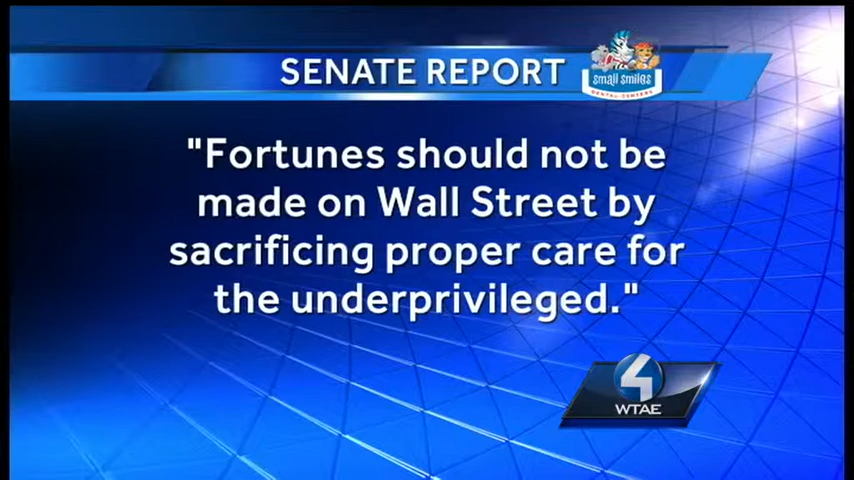 SENATE REPORT
small smiles
DENTAL CENTERS
"Fortunes should not be
made on Wall Street by
sacrificing proper care for
the underprivileged."
4
WTAE